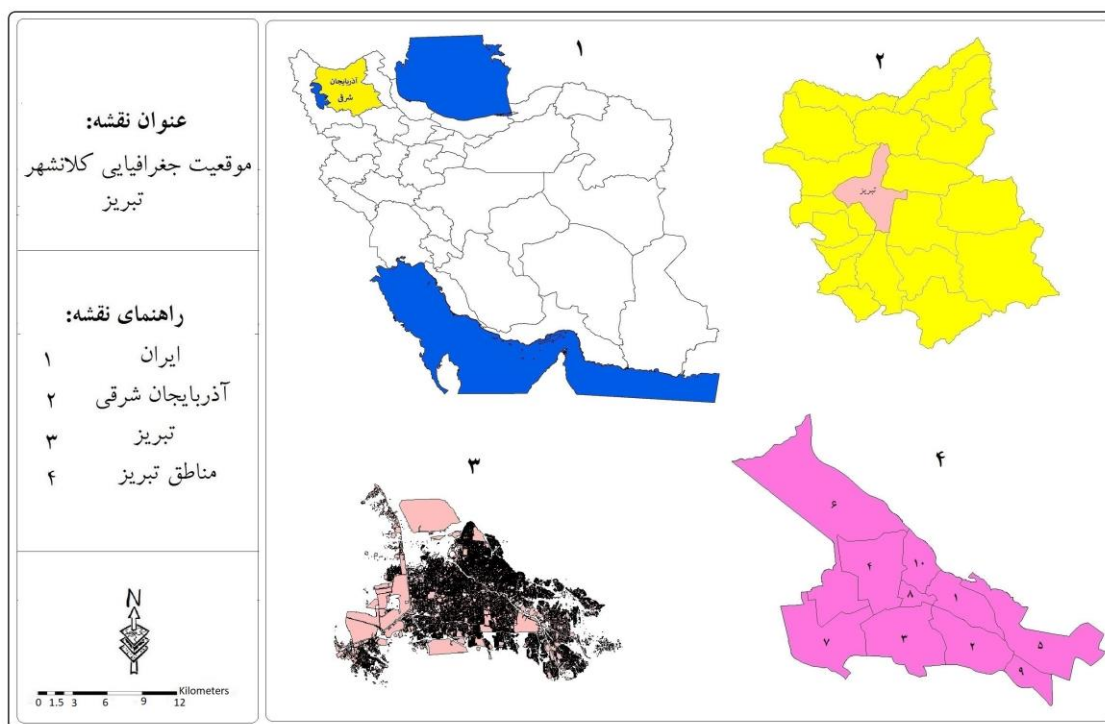 عنوان نقشه:
موقعیت جغرافیایی کلانشهر
تبریز
راهنمای نقشه:
ایران ۱
آذربایجان شرقی ۲
تبریز ۳
مناطق تبریز ۴
N
0 1.5 3 6 9 12 Kilometers
۱
آذربایجان
شرقی
۲
تبریز
۳
۴
۶
۴
۱۰
۸
۱
۷
۳
۲
۵
۹